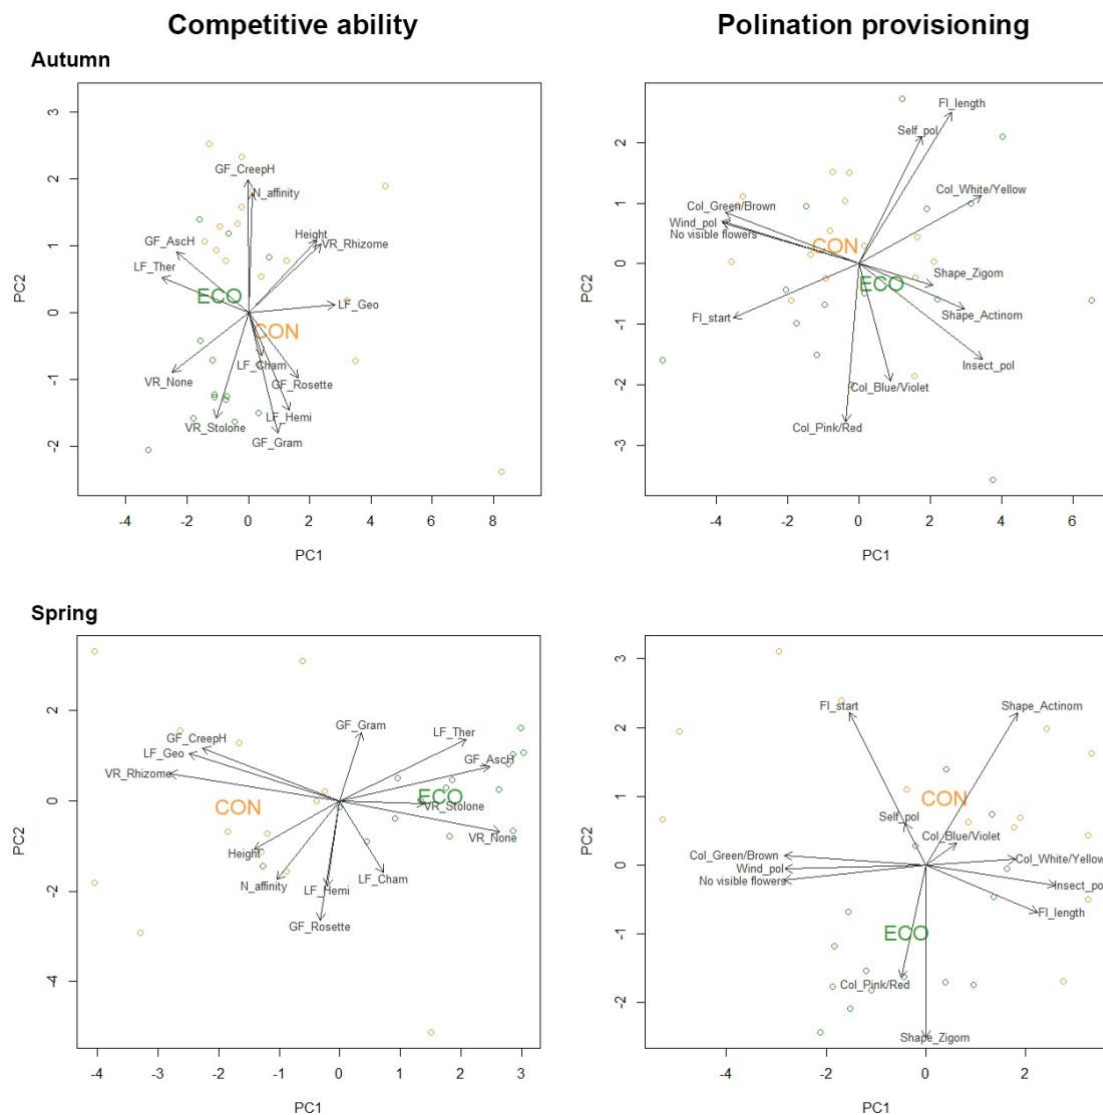 Competitive ability
Polination provisioning
Autumn
3
2
1
0
-1
-2
PC2
-4
-2
0
2
4
6
8
PC1
GF_CreepH
N_affinity
Height
VR_Rhizome
GF_AscH
LF_Ther
ECO
LF_Geo
CON
LF_Cham
VR_None
GF_Rosette
LF_Hemi
VR_Stolone
GF_Gram
2
1
0
-1
-2
-3
PC2
-4
-2
0
2
4
6
PC1
Fl_length
Self_pol
Col_White/Yellow
Col_Green/Brown
Wind_pol
No visible flowers
CON
Shape_Zigom
ECO
Fl_start
Shape_Actinom
Insect_pol
Col_Blue/Violet
Col_Pink/Red
Spring
2
0
-2
-4
PC2
-4
-3
-2
-1
0
1
2
3
PC1
GF_Gram
GF_CreepH
LF_Ther
LF_Geo
GF_AscH
VR_Rhizome
ECO
CON
VR_Stolone
VR_None
Height
N_affinity
LF_Hemi
LF_Cham
GF_Rosette
3
2
1
0
-1
-2
PC2
-4
-2
0
2
PC1
Fl_start
Shape_Actinom
CON
Self_pol
Col_Blue/Violet
Col_Green/Brown
Col_White/Yellow
Wind_pol
No visible flowers
Insect_pol
Fl_length
ECO
Col_Pink/Red
Shape_Zigom